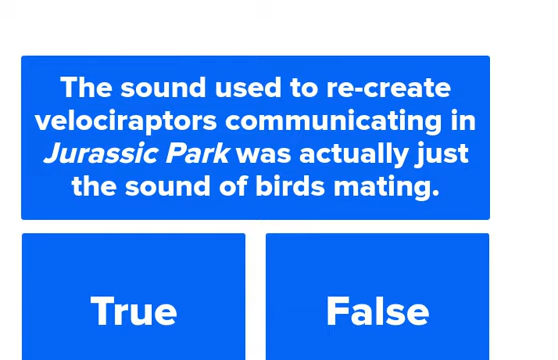 The sound used to re-create
velociraptors communicating in
Jurassic Park was actually just
the sound of birds mating.
True
False